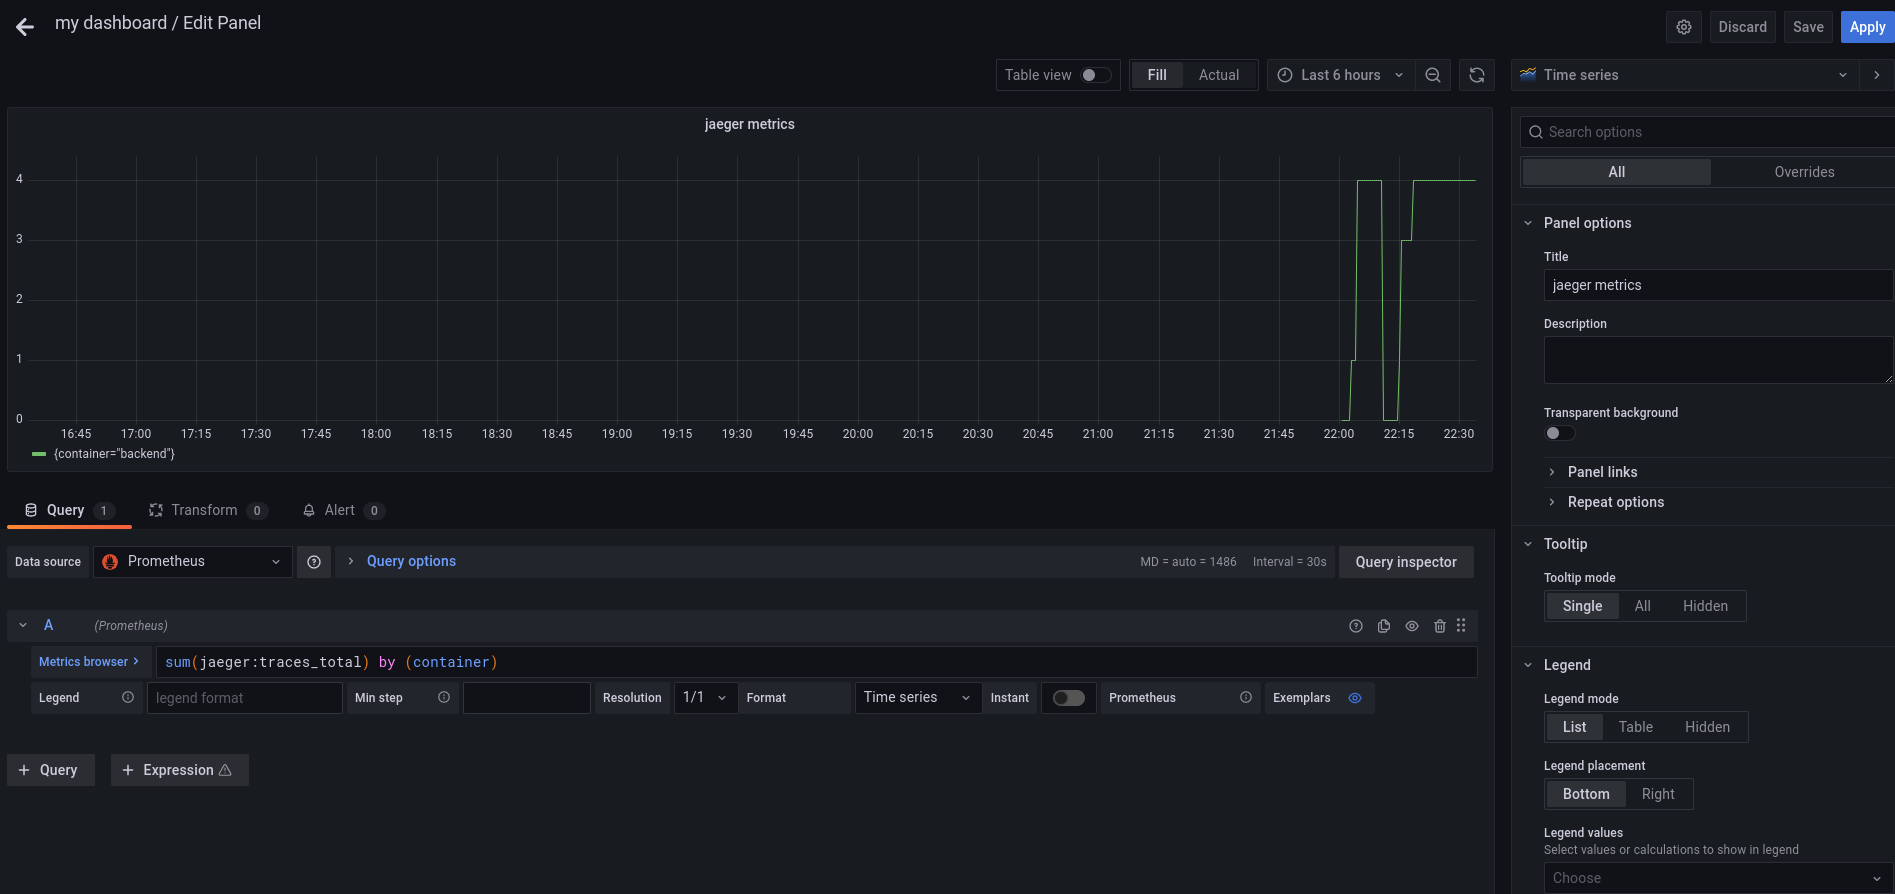 my dashboard / Edit Panel
Discard Save Apply
Table view Fill Actual Last 6 hours Time series
jaeger metrics
4
3
2
1
0
16:45 17:00 17:15 17:30 17:45 18:00 18:15 18:30 18:45 19:00 19:15 19:30 19:45 20:00 20:15 20:30 20:45 21:00 21:15 21:30 21:45 22:00 22:15 22:30
{container="backend"}
Query 1 Transform 0 Alert 0
Data source Prometheus Query options MD = auto = 1486 Interval = 30s Query inspector
A (Prometheus)
Metrics browser > sum(jaeger:traces_total) by (container)
Legend legend format Min step Resolution 1/1 Format Time series Instant Prometheus Exemplars
+ Query + Expression
Search options
All Overrides
Panel options
Title
jaeger metrics
Description
Transparent background
Panel links
Repeat options
Tooltip
Tooltip mode
Single All Hidden
Legend
Legend mode
List Table Hidden
Legend placement
Bottom Right
Legend values
Select values or calculations to show in legend
Choose